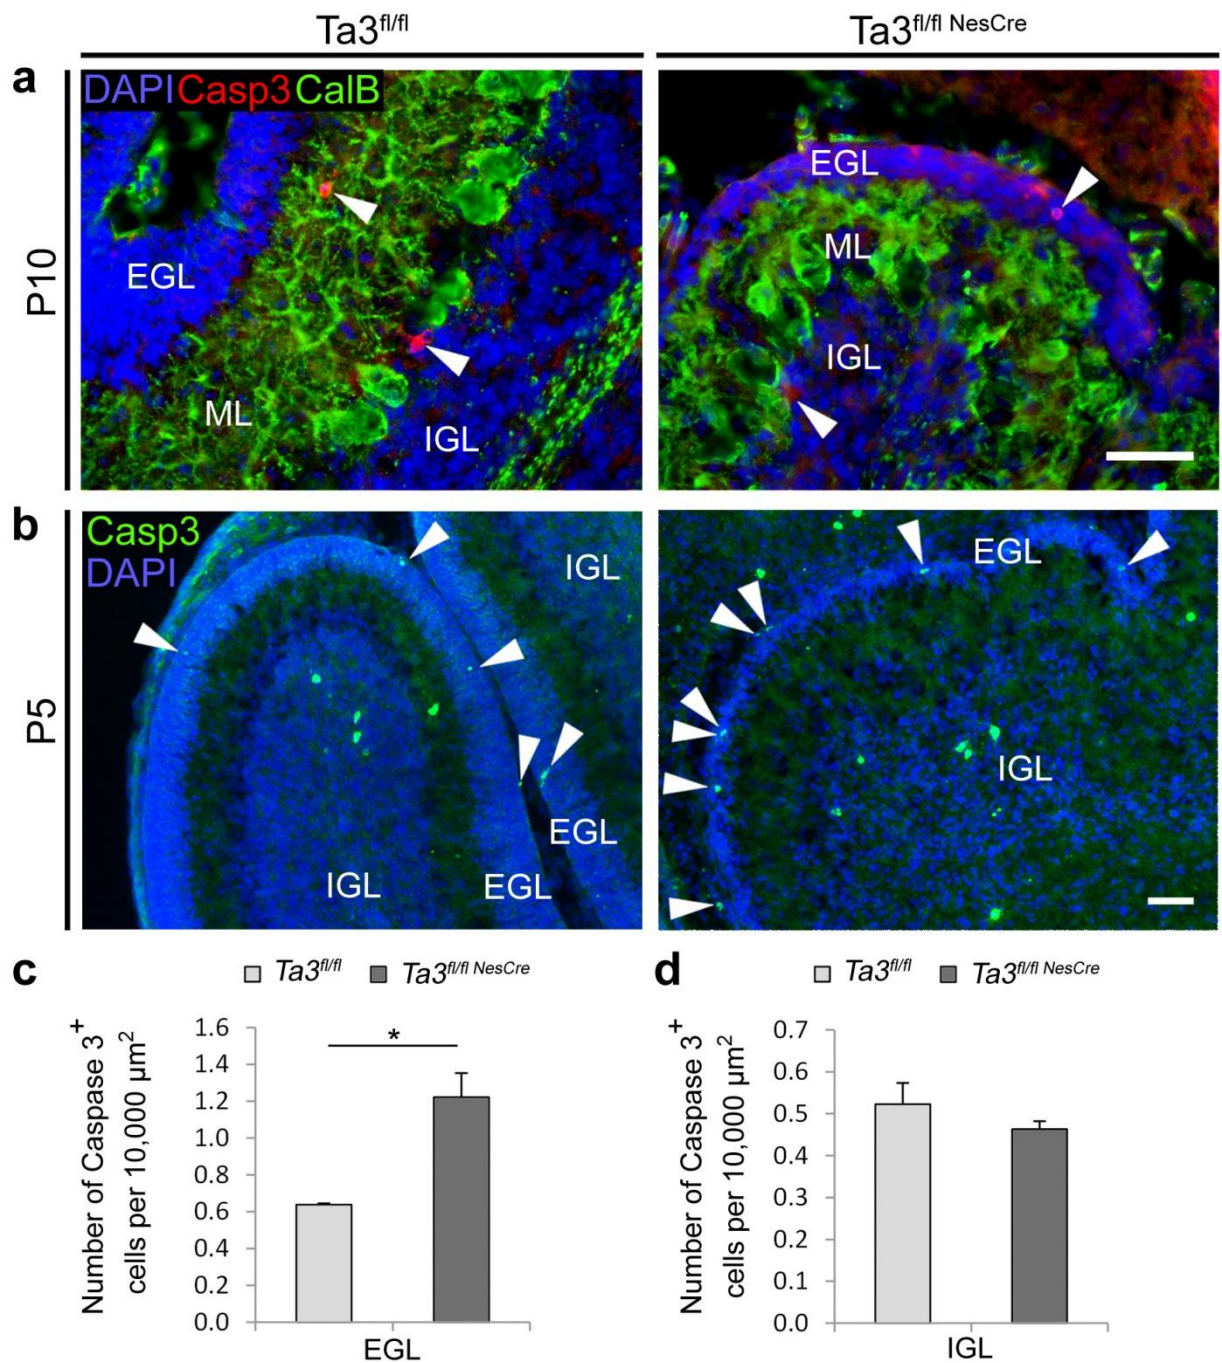 Ta3fl/fl Ta3fl/fl NesCre
a
DAPI Casp3 CalB
P10
EGL
ML
IGL
EGL
ML
IGL
b
Casp3
DAPI
P5
IGL
EGL
IGL
EGL
EGL
IGL
c
Ta3fl/fl Ta3fl/fl NesCre
Number of Caspase 3+
cells per 10,000 µm2
1.6
1.4
1.2
1.0
0.8
0.6
0.4
0.2
0.0
*
EGL
d
Ta3fl/fl Ta3fl/fl NesCre
Number of Caspase 3+
cells per 10,000 µm2
0.7
0.6
0.5
0.4
0.3
0.2
0.1
0.0
IGL